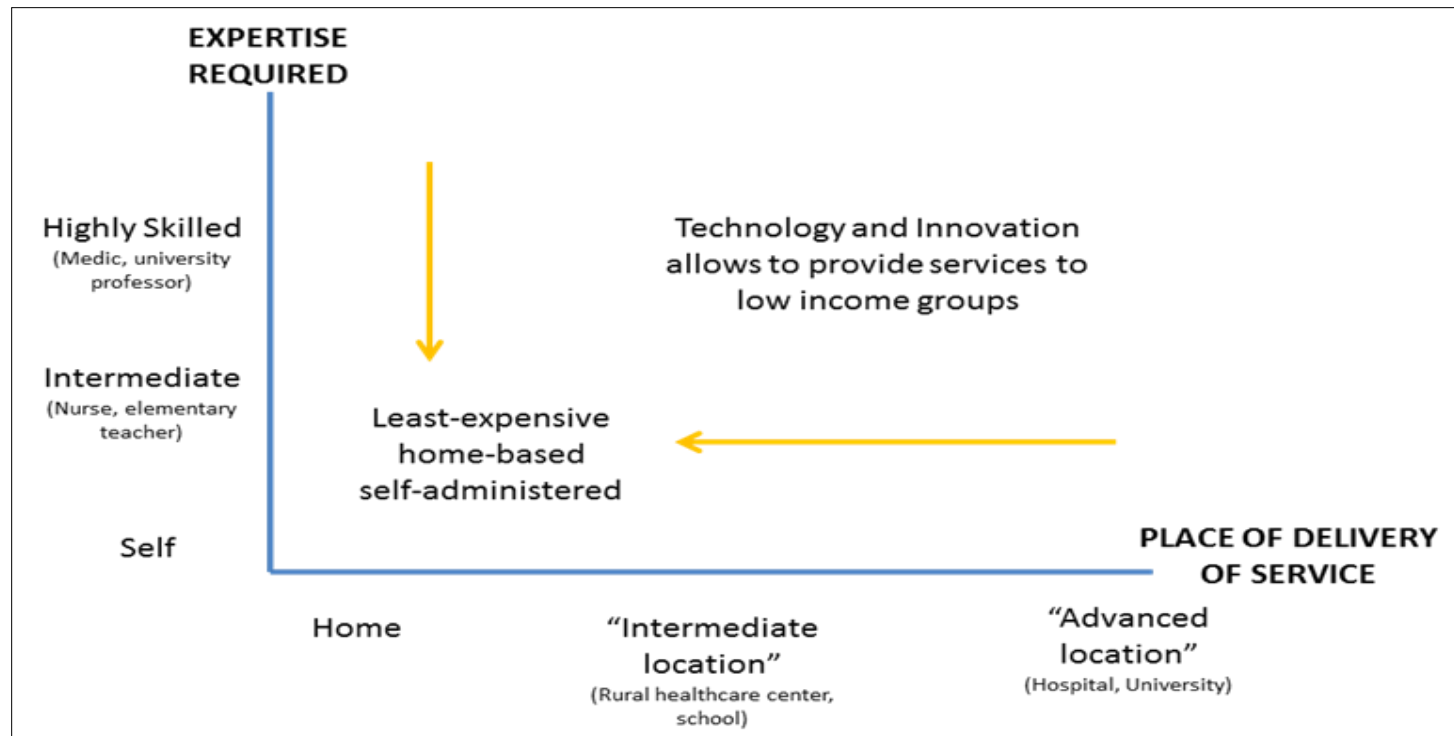 EXPERTISE
REQUIRED
Highly Skilled
(Medic, university
professor)
Technology and Innovation
allows to provide services to
low income groups
Intermediate
(Nurse, elementary
teacher)
Least-expensive
home-based
self-administered
Self
PLACE OF DELIVERY
OF SERVICE
Home
“Intermediate
location”
(Rural healthcare center,
school)
“Advanced
location”
(Hospital, University)